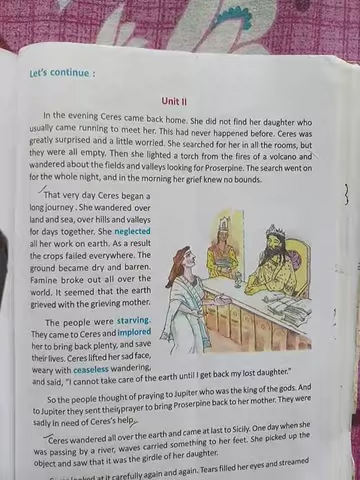 Let's continue :
Unit II
In the evening Ceres came back home. She did not find her daughter who
usually came running to meet her. This had never happened before. Ceres was
greatly surprised and a little worried. She searched for her in all the rooms, but
they were all empty. Then she lighted a torch from the fires of a volcano and
wandered about the fields and valleys looking for Proserpine. The search went on
for the whole night, and in the morning her grief knew no bounds.
That very day Ceres began a
long journey. She wandered over
land and sea, over hills and valleys
for days together. She neglected
all her work on earth. As a result
the crops failed everywhere. The
ground became dry and barren.
Famine broke out all over the
world. It seemed that the earth
grieved with the grieving mother.
The people were starving.
They came to Ceres and implored
her to bring back plenty, and save
their lives. Ceres lifted her sad face,
weary with ceaseless wandering,
and said, "I cannot take care of the earth until I get back my lost daughter."
So the people thought of praying to Jupiter who was the king of the gods. And
to Jupiter they sent their prayer to bring Proserpine back to her mother. They were
sadly in need of Ceres's help.
Ceres wandered all over the earth and came at last to Sicily. One day when she
was passing by a river, waves carried something to her feet. She picked up the
object and saw that it was the girdle of her daughter.
looked at it carefully again and again. Tears filled her eyes and streamed